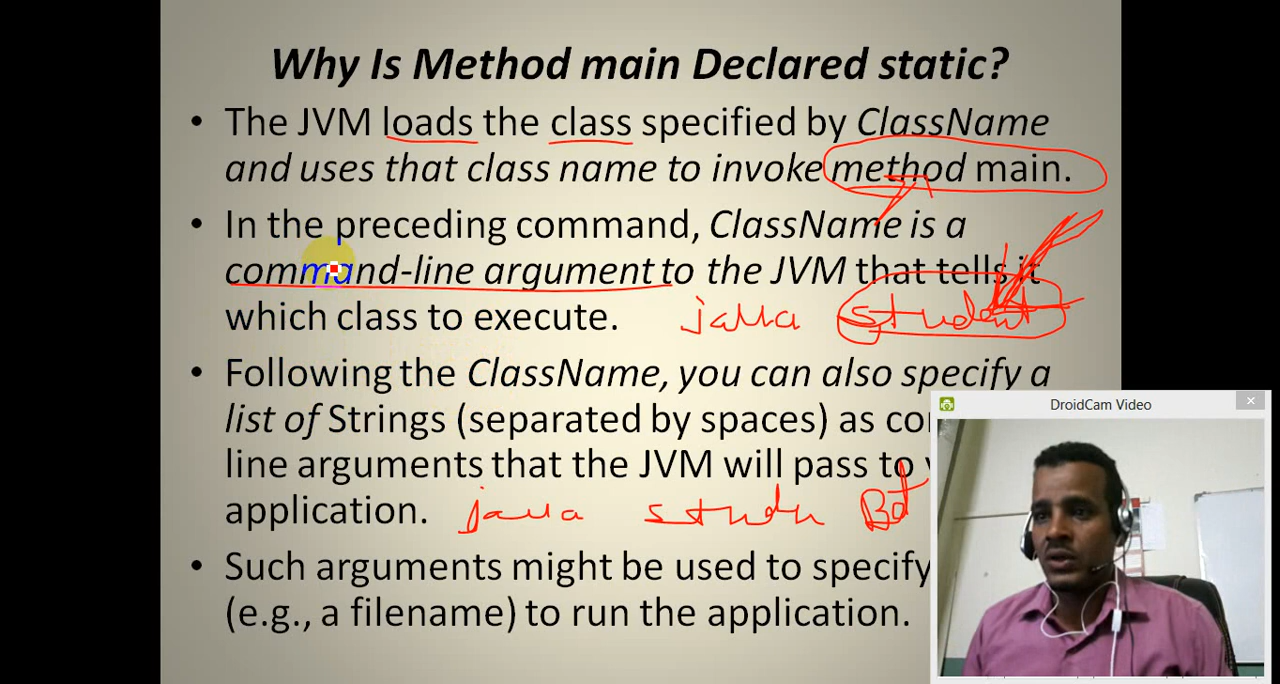 Why Is Method main Declared static?
• The JVM loads the class specified by ClassName
and uses that class name to invoke method main.
• In the preceding command, ClassName is a
command-line argument to the JVM that tells it
which class to execute. java student
• Following the ClassName, you can also specify a
list of Strings (separated by spaces) as
DroidCam Video
line arguments that the JVM will pass to
application. java
• Such arguments might be used to specify
(e.g., a filename) to run the application.